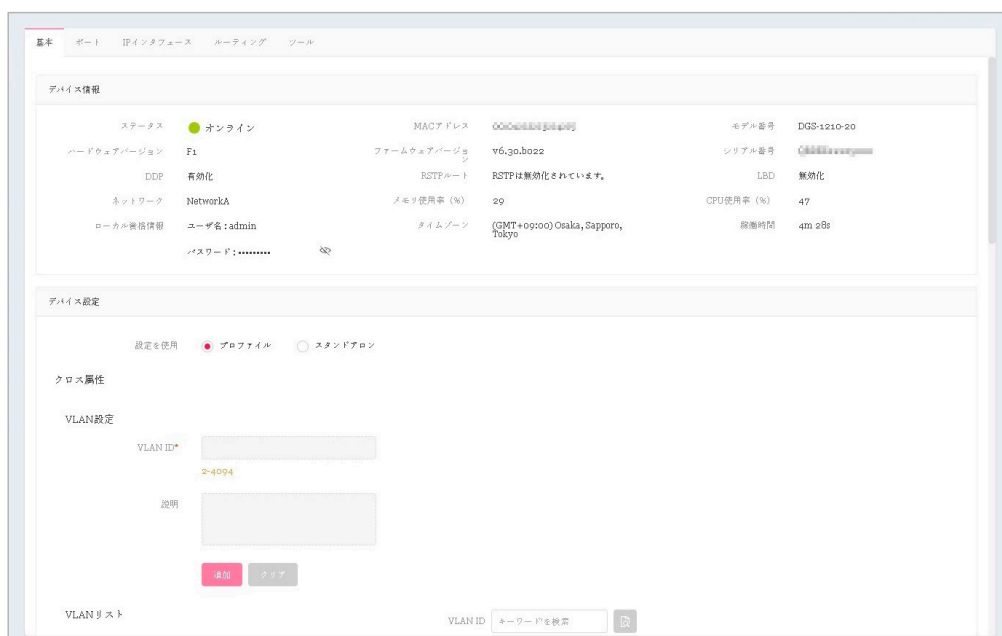 基本 ポート IPインタフェース ルーティング ツール
デバイス情報
ステータス オンライン MACアドレス モデル番号 DGS-1210-20
ハードウェアバージョン F1 ファームウェアバージョン v6.30.b022 シリアル番号
DDP 有効化 RSTPルート RSTPは無効化されています。 LBD 無効化
ネットワーク NetworkA メモリ使用率 (%) 29 CPU使用率 (%) 47
ローカル資格情報 ユーザ名 : admin タイムゾーン (GMT+09:00) Osaka, Sapporo, Tokyo 稼働時間 4m 28s
パスワード : •••••••••
デバイス設定
設定を使用 プロファイル スタンドアロン
クロス属性
VLAN設定
VLAN ID*
2-4094
説明
追加 クリア
VLANリスト VLAN ID キーワードを検索